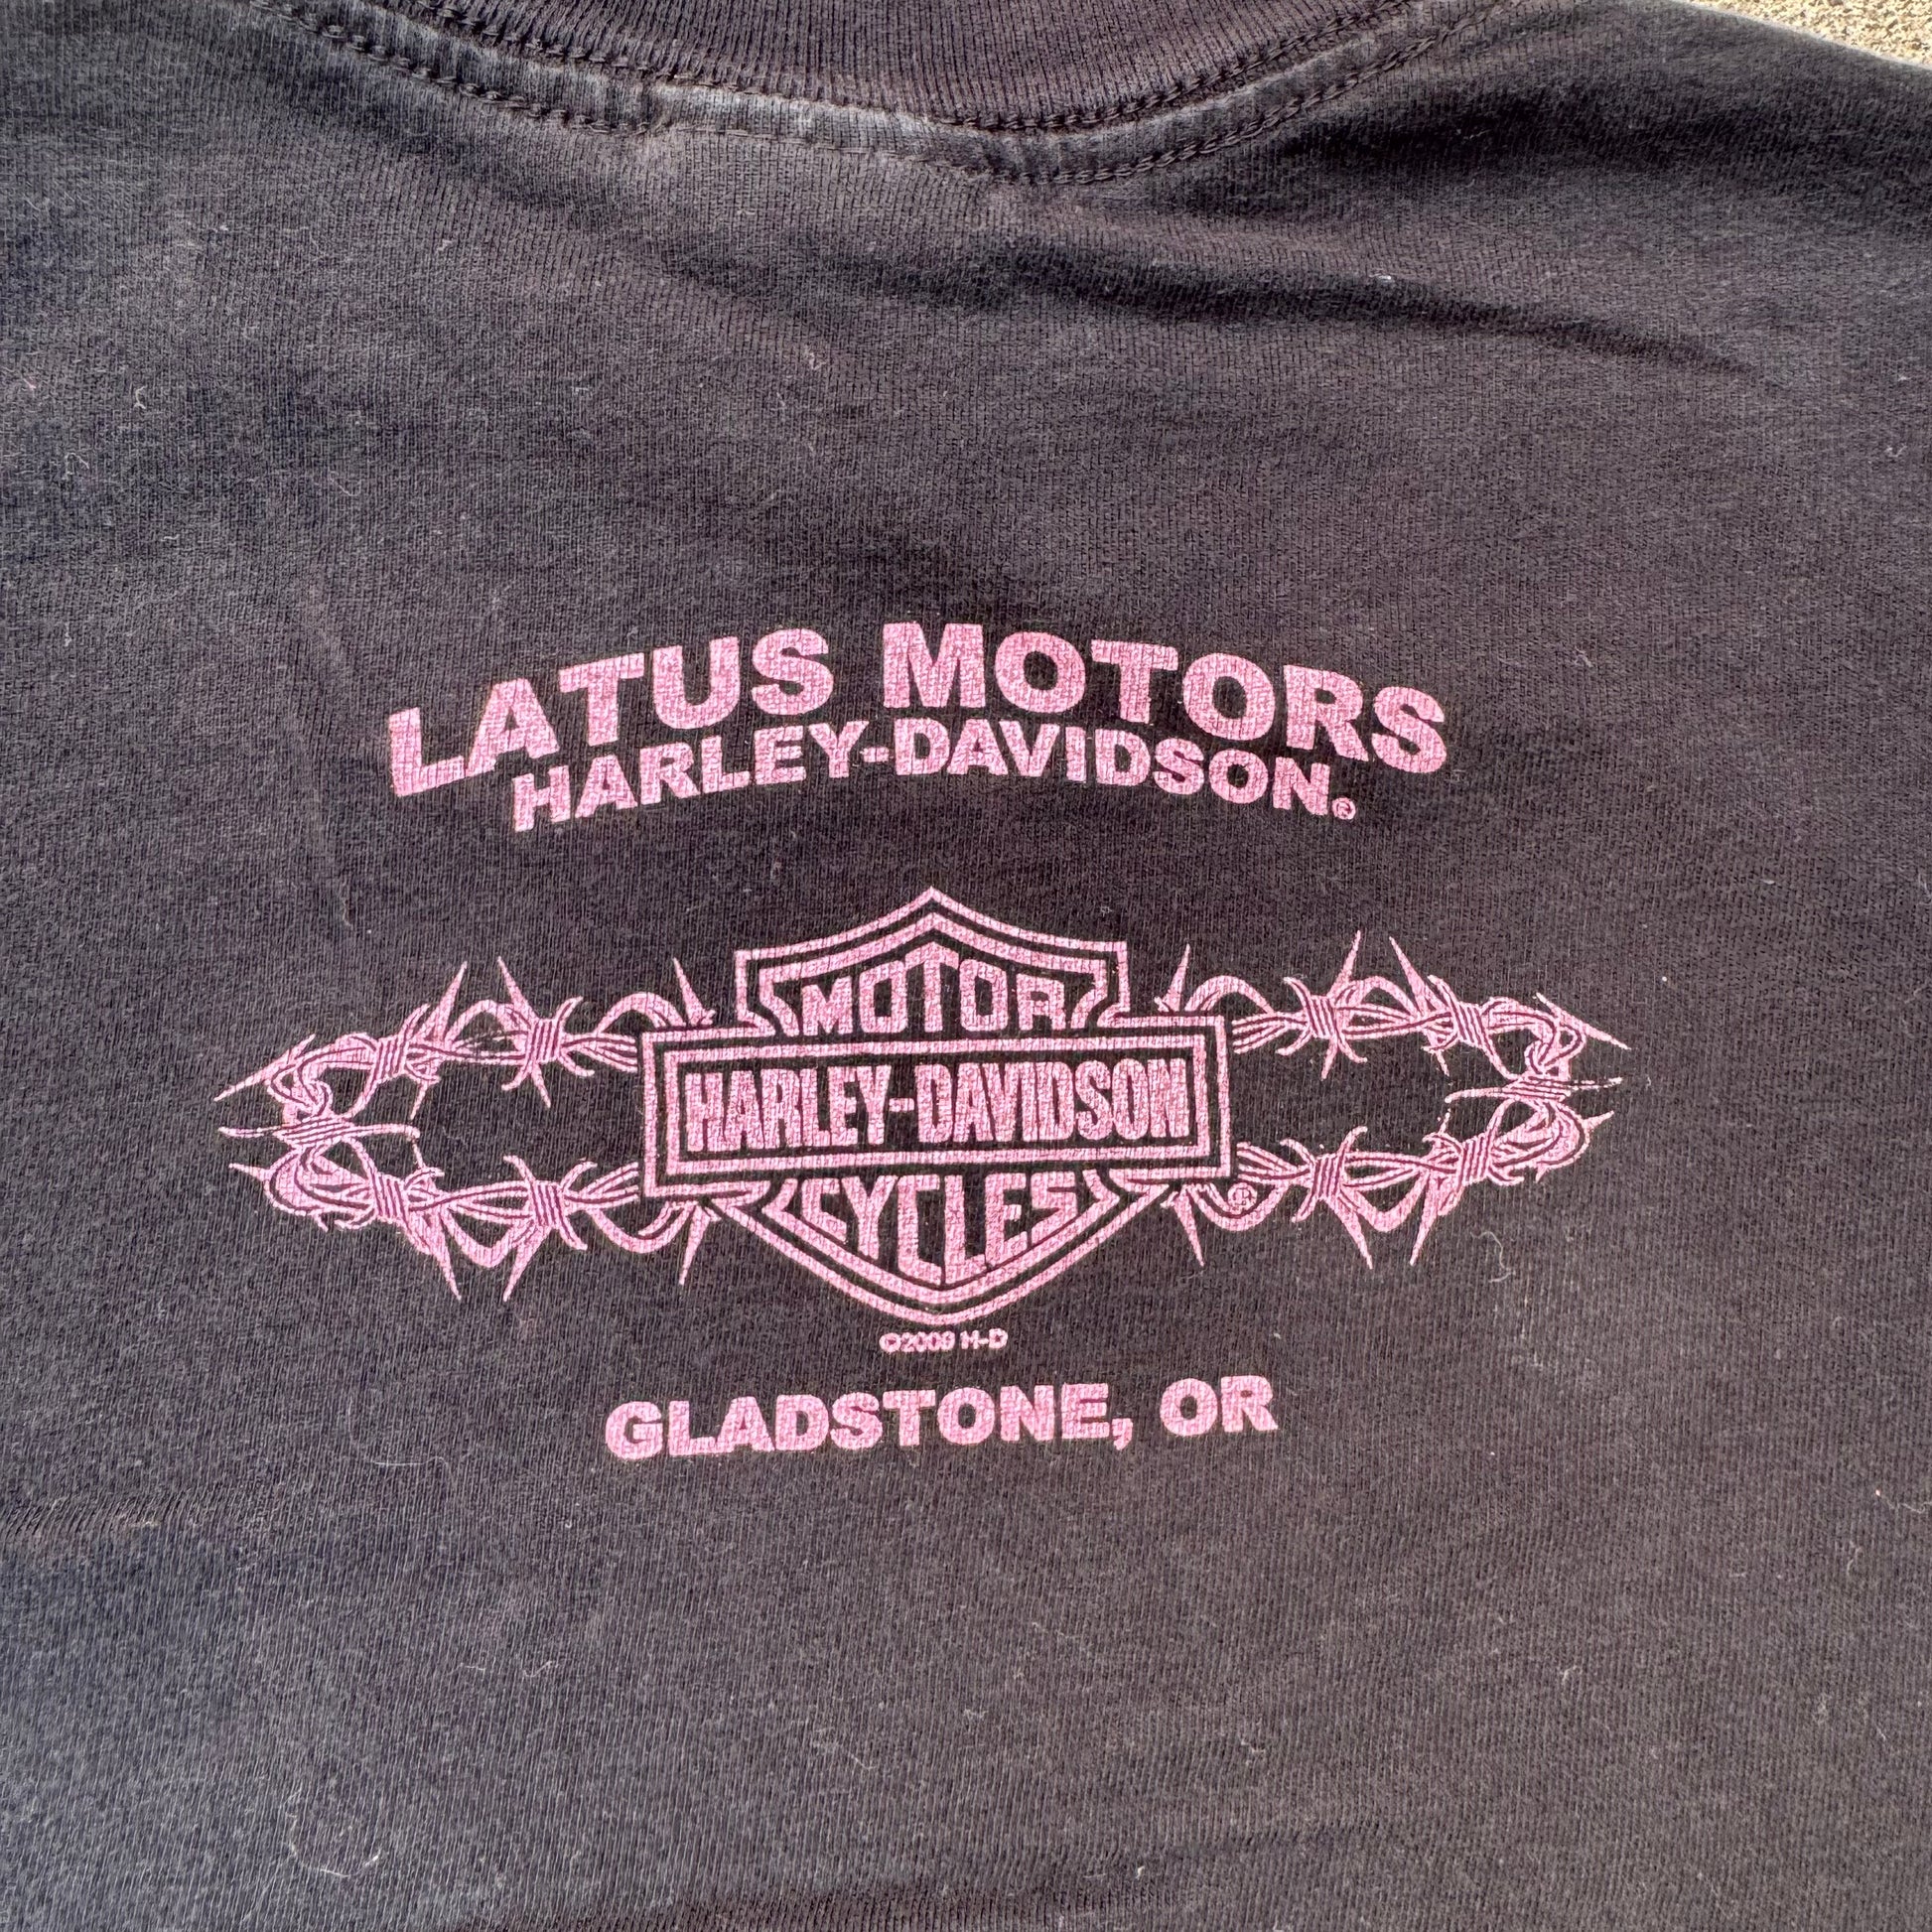 LATUS MOTORS
HARLEY-DAVIDSON®
MOTOR
HARLEY-DAVIDSON
CYCLES
®
©2009 H-D
GLADSTONE, OR